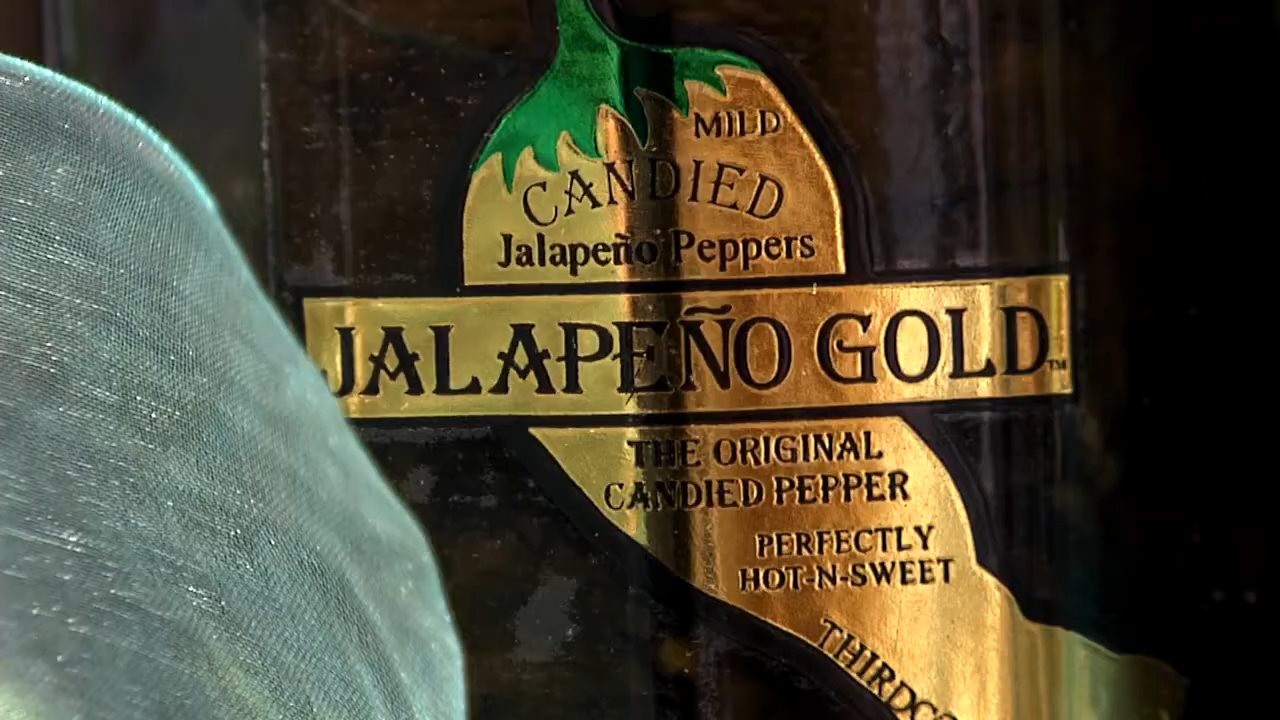 MILD
CANDIED
Jalapeño Peppers
JALAPEÑO GOLD™
THE ORIGINAL
CANDIED PEPPER
PERFECTLY
HOT-N-SWEET